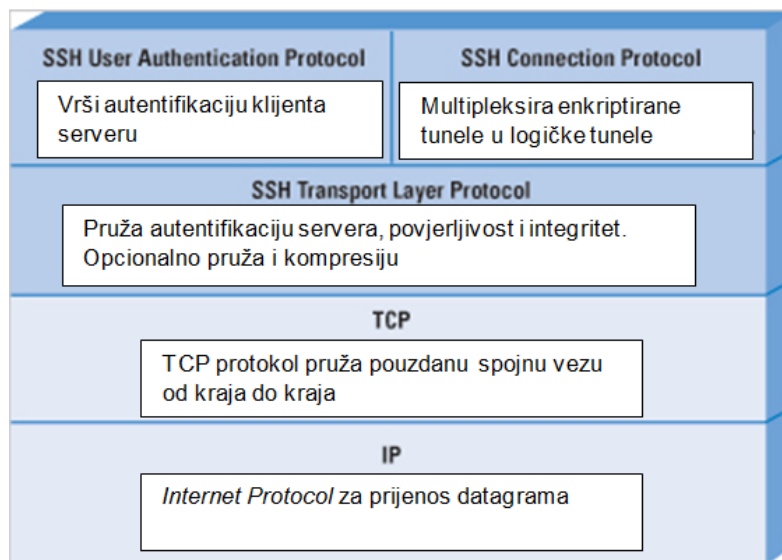 SSH User Authentication Protocol
Vrši autentifikaciju klijenta
serveru
SSH Connection Protocol
Multipleksira enkriptirane
tunele u logičke tunele
SSH Transport Layer Protocol
Pruža autentifikaciju servera, povjerljivost i integritet.
Opcionalno pruža i kompresiju
TCP
TCP protokol pruža pouzdanu spojnu vezu
od kraja do kraja
IP
Internet Protocol za prijenos datagrama